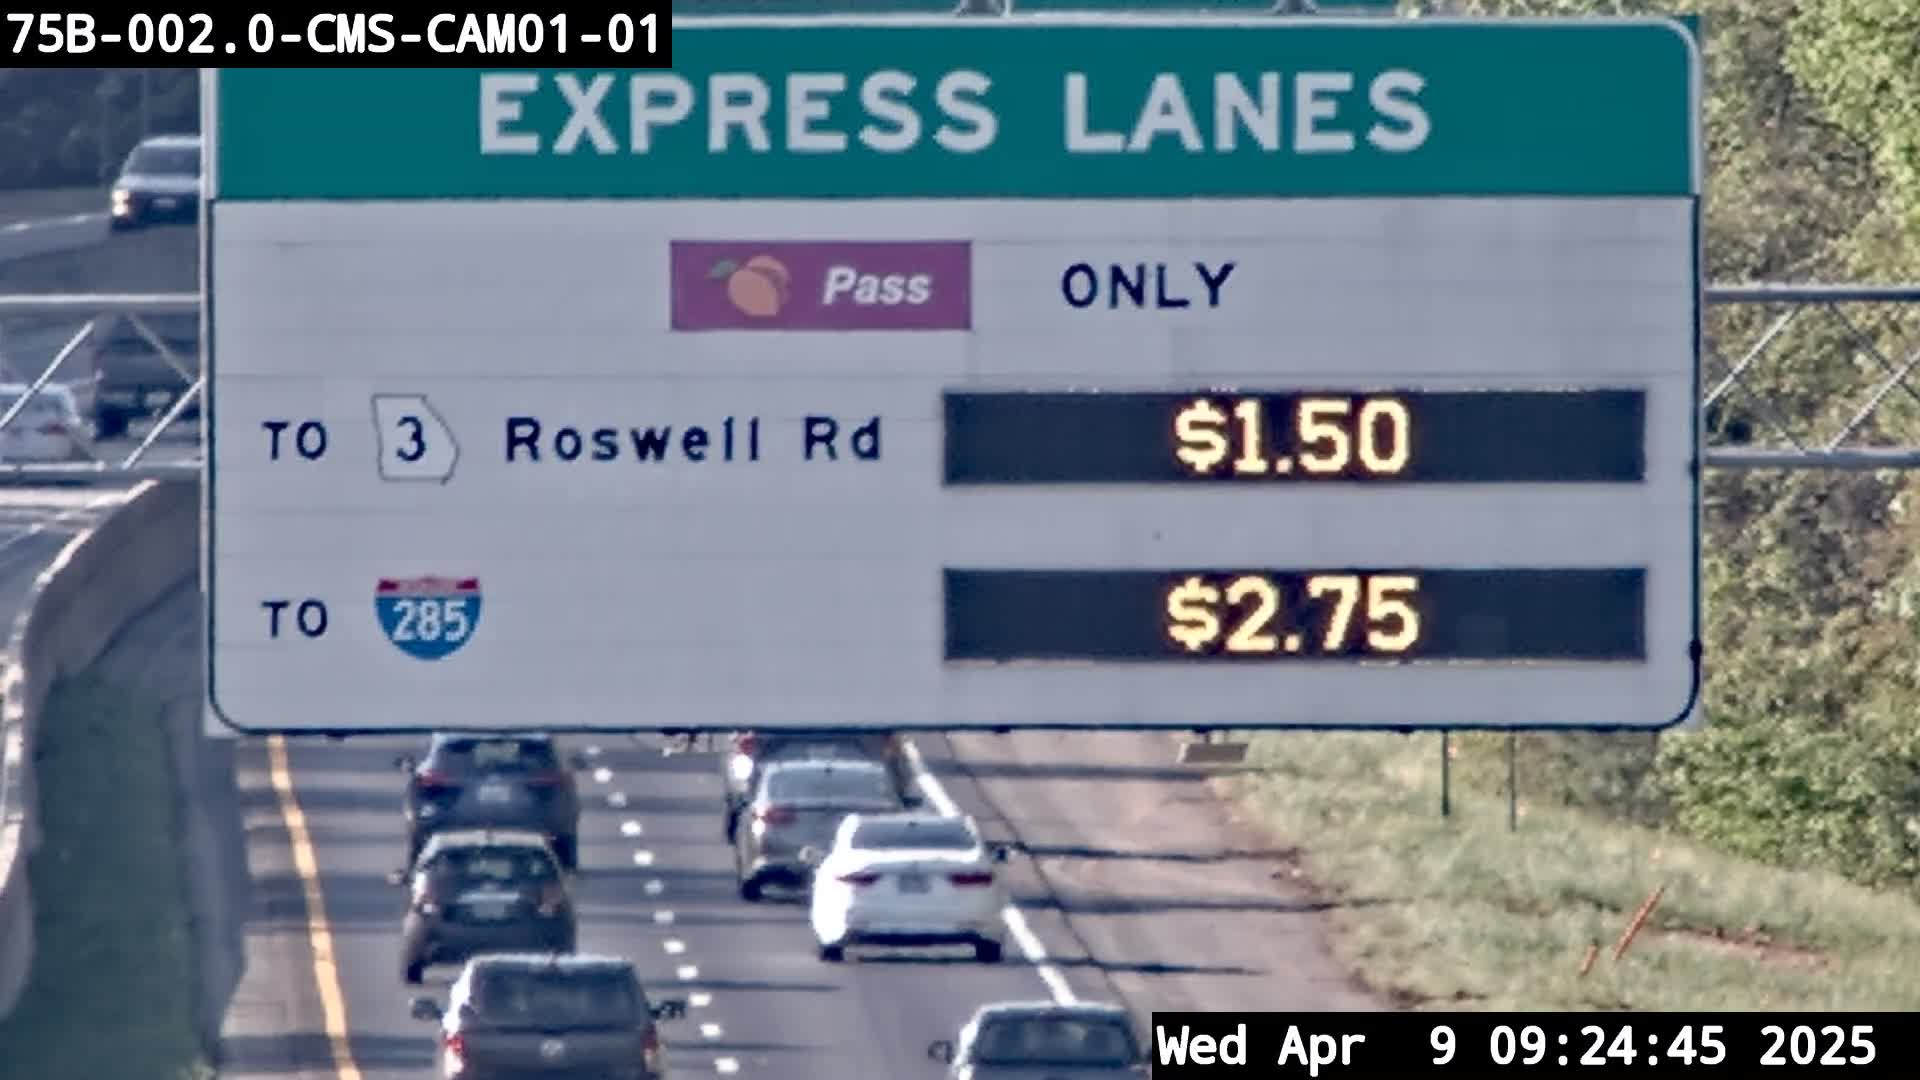 75B-002.0-CMS-CAM01-01
EXPRESS LANES
Pass ONLY
TO 3 Roswell Rd $1.50
TO 285 $2.75
Wed Apr 9 09:24:45 2025